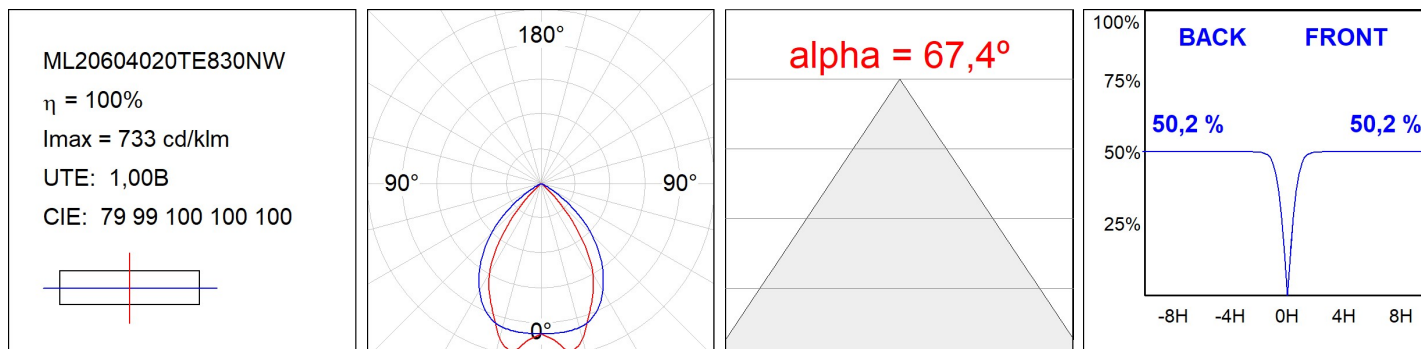 ML20604020TE830NW
η = 100%
Imax = 733 cd/klm
UTE: 1,00B
CIE: 79 99 100 100 100
180°
90° 90°
0°
alpha = 67,4º
100%
BACK FRONT
75%
50,2 % 50,2 %
50%
25%
-8H -4H 0H 4H 8H